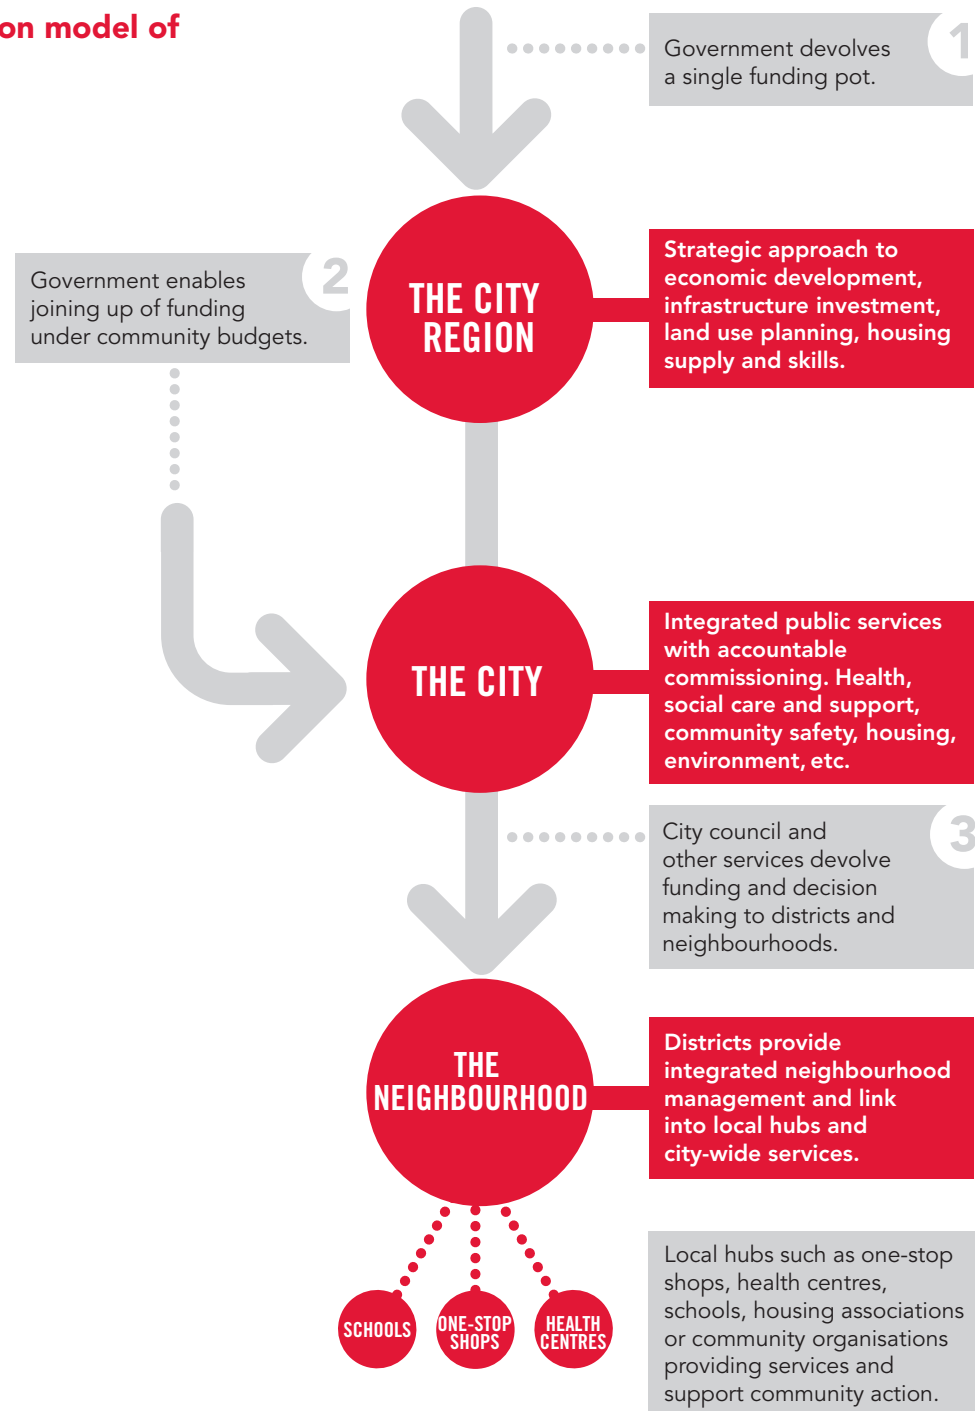 on model of
Government devolves
a single funding pot.
1
THE CITY
REGION
Strategic approach to
economic development,
infrastructure investment,
land use planning, housing
supply and skills.
Government enables
joining up of funding
under community budgets.
2
THE CITY
Integrated public services
with accountable
commissioning. Health,
social care and support,
community safety, housing,
environment, etc.
City council and
other services devolve
funding and decision
making to districts and
neighbourhoods.
3
THE
NEIGHBOURHOOD
Districts provide
integrated neighbourhood
management and link
into local hubs and
city-wide services.
SCHOOLS
ONE-STOP
SHOPS
HEALTH
CENTRES
Local hubs such as one-stop
shops, health centres,
schools, housing associations
or community organisations
providing services and
support community action.